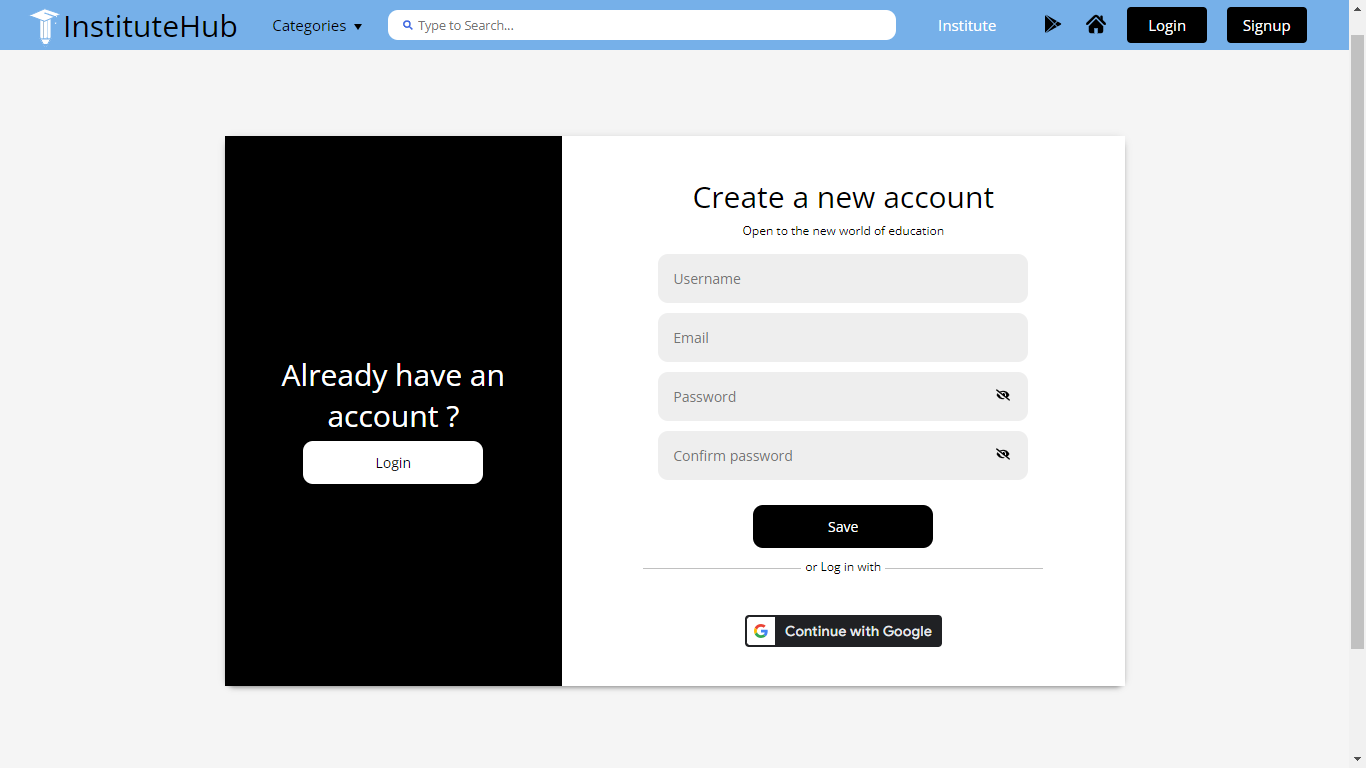 InstituteHub
Categories
Type to Search...
Institute
Login
Signup
Already have an
account ?
Login
Create a new account
Open to the new world of education
Username
Email
Password
Confirm password
Save
or Log in with
Continue with Google